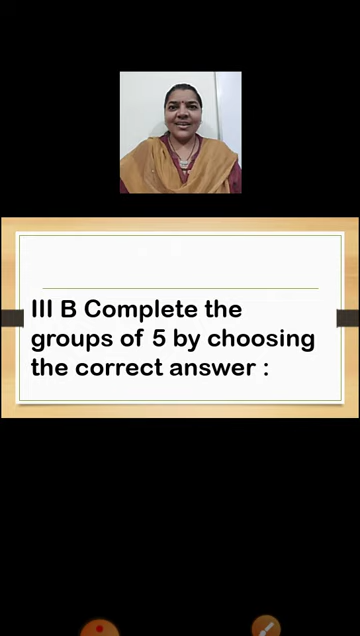 III B Complete the
groups of 5 by choosing
the correct answer :